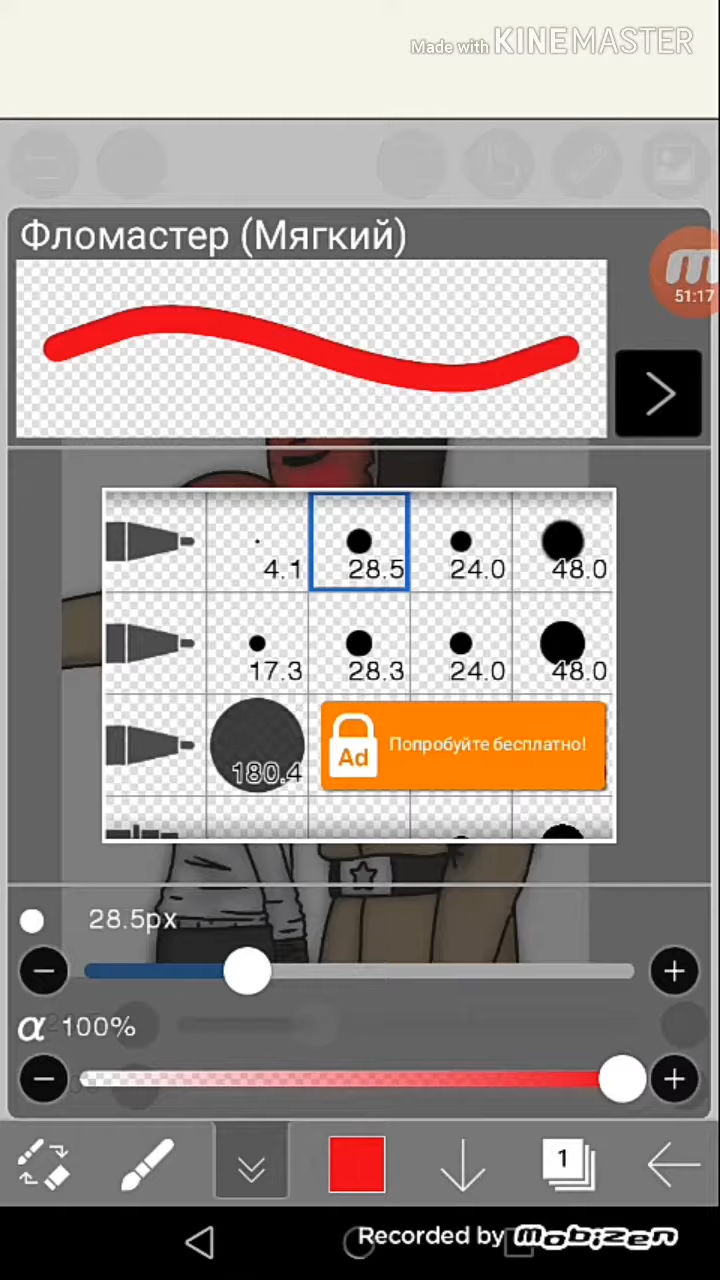 Made with KINEMASTER
Фломастер (Мягкий)
51:17
4.1 28.5 24.0 48.0
17.3 28.3 24.0 48.0
180.4 Ad Попробуйте бесплатно!
28.5px
α 100%
1
Recorded by mobizen